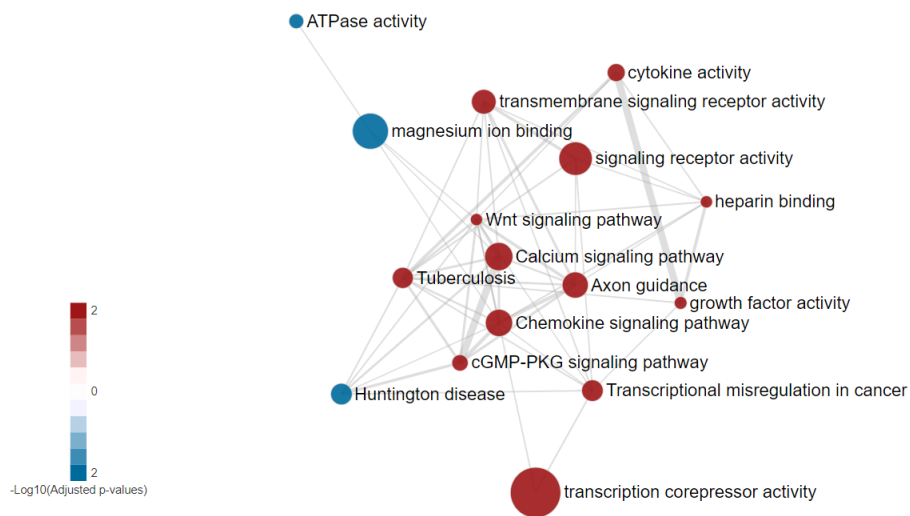 ATPase activity
cytokine activity
transmembrane signaling receptor activity
magnesium ion binding
signaling receptor activity
heparin binding
Wnt signaling pathway
Calcium signaling pathway
Tuberculosis
Axon guidance
growth factor activity
Chemokine signaling pathway
cGMP-PKG signaling pathway
Huntington disease
Transcriptional misregulation in cancer
transcription corepressor activity
2
0
2
-Log10(Adjusted p-values)